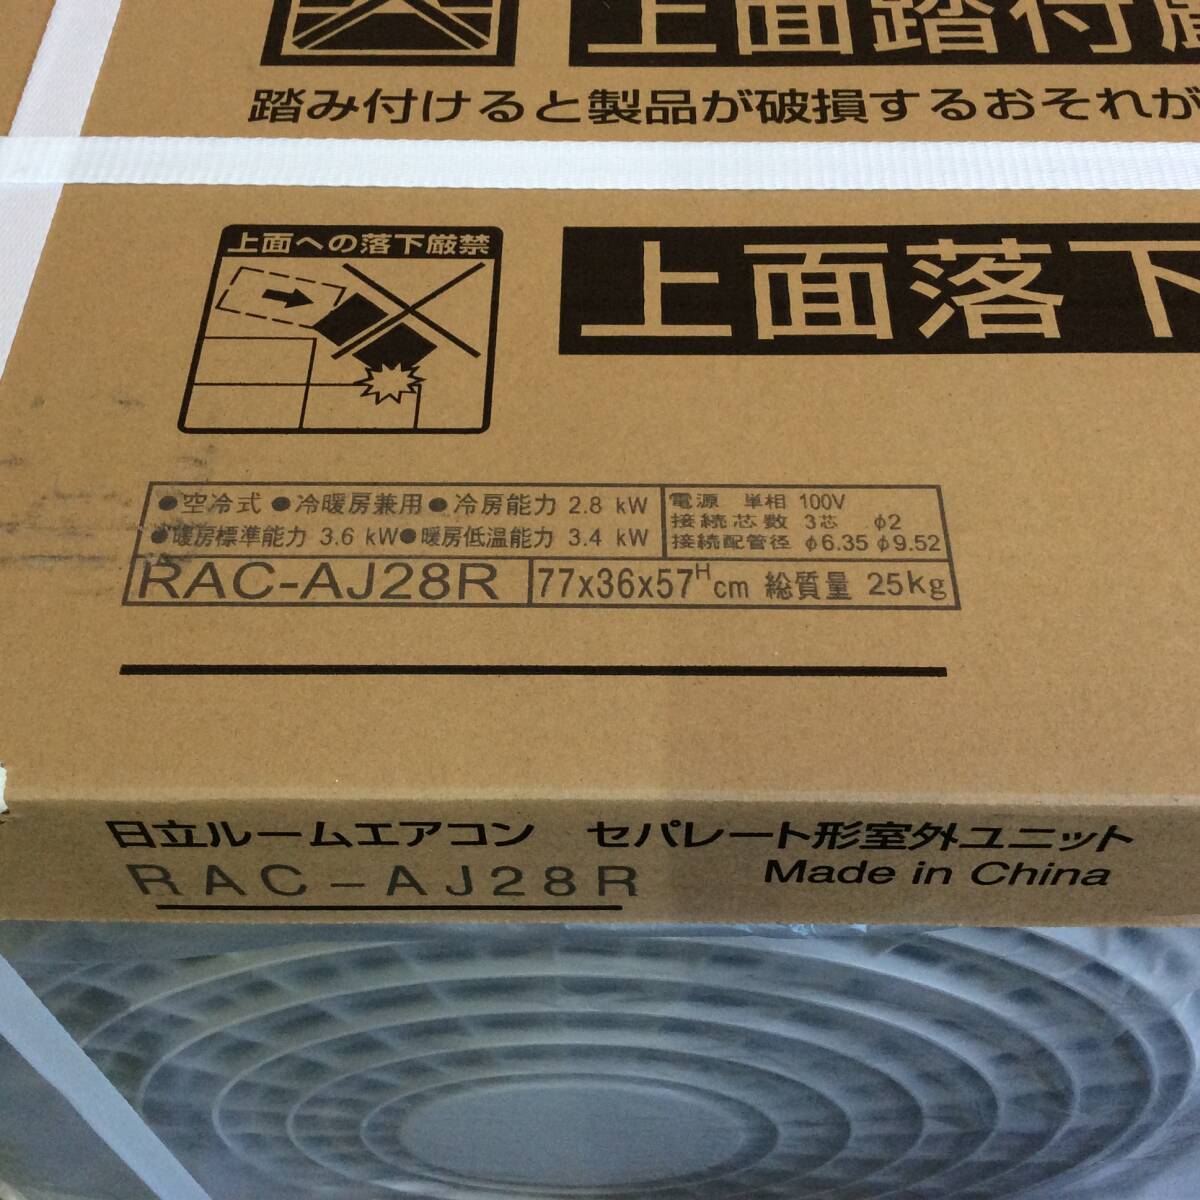 上面踏付
踏み付けると製品が破損するおそれが
上面への落下厳禁
上面落下
●空冷式 ●冷暖房兼用 ●冷房能力 2.8 kW
●暖房標準能力 3.6 kW ●暖房低温能力 3.4 kW
電源 単相 100V
接続芯数 3芯 φ2
接続配管径 φ6.35 φ9.52
RAC-AJ28R
77x36x57ᴴcm 総質量 25kg
日立ルームエアコン セパレート形室外ユニット
RAC-AJ28R
Made in China